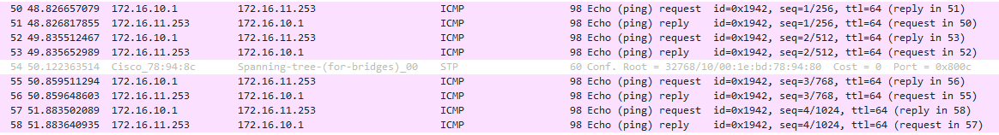 50 48.826657079 172.16.10.1 172.16.11.253 ICMP 98 Echo (ping) request id=0x1942, seq=1/256, ttl=64 (reply in 51)
51 48.826817855 172.16.11.253 172.16.10.1 ICMP 98 Echo (ping) reply id=0x1942, seq=1/256, ttl=64 (request in 50)
52 49.835512467 172.16.10.1 172.16.11.253 ICMP 98 Echo (ping) request id=0x1942, seq=2/512, ttl=64 (reply in 53)
53 49.835652989 172.16.11.253 172.16.10.1 ICMP 98 Echo (ping) reply id=0x1942, seq=2/512, ttl=64 (request in 52)
54 50.122363514 Cisco_78:94:8c Spanning-tree-(for-bridges)_00 STP 60 Conf. Root = 32768/10/00:1e:bd:78:94:80 Cost = 0 Port = 0x800c
55 50.859511294 172.16.10.1 172.16.11.253 ICMP 98 Echo (ping) request id=0x1942, seq=3/768, ttl=64 (reply in 56)
56 50.859648603 172.16.11.253 172.16.10.1 ICMP 98 Echo (ping) reply id=0x1942, seq=3/768, ttl=64 (request in 55)
57 51.883502089 172.16.10.1 172.16.11.253 ICMP 98 Echo (ping) request id=0x1942, seq=4/1024, ttl=64 (reply in 58)
58 51.883640935 172.16.11.253 172.16.10.1 ICMP 98 Echo (ping) reply id=0x1942, seq=4/1024, ttl=64 (request in 57)